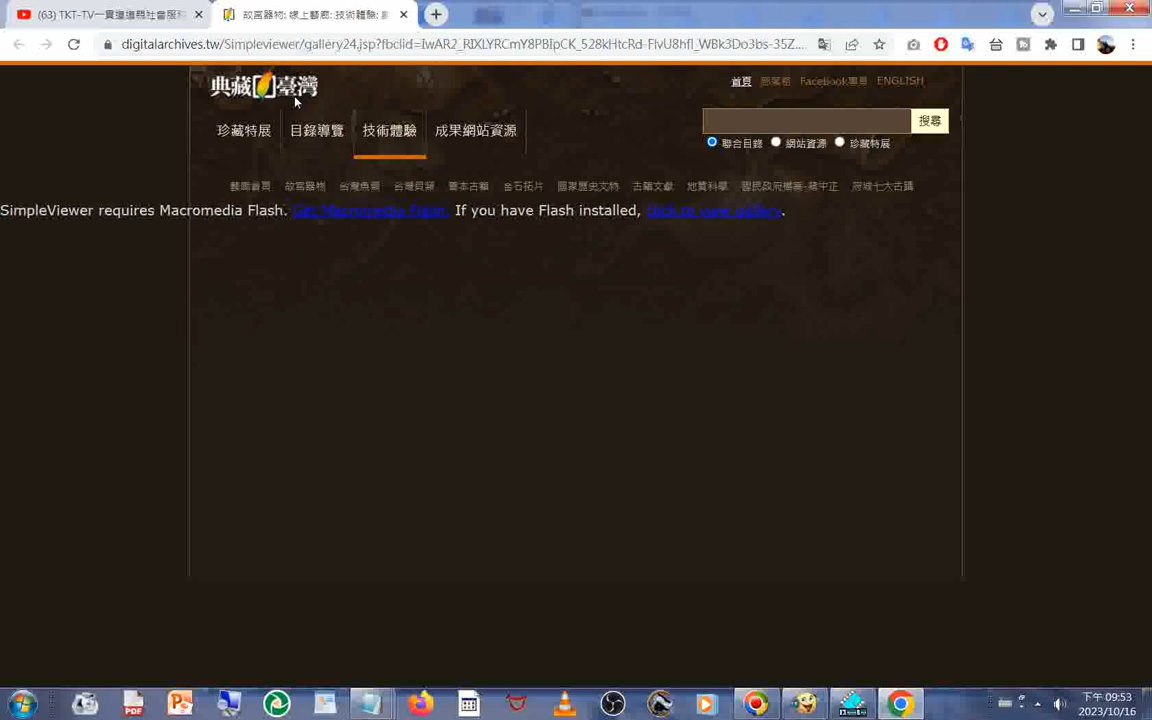 (63) TKT-TV一貫道德
故宮器物: 線上藝廊: 技術體驗:
digitalarchives.tw/Simpleviewer/gallery24.jsp?fbclid=IwAR2_RIXLYRCmY8PBIpCK_528kHtcRd-FlvU8hfl_WBk3Do3bs-35Z...
典藏臺灣
首頁 部落格 Facebook專頁 ENGLISH
珍藏特展 目錄導覽 技術體驗 成果網站資源
搜尋
聯合目錄 網站資源 珍藏特展
藝廊首頁 故宮器物 台灣魚類 台灣貝類 善本古籍 金石拓片 國家歷史文物 古籍文獻 地質科學 國民政府檔案-蔣中正 府城七大古蹟
SimpleViewer requires Macromedia Flash. Get Macromedia Flash. If you have Flash installed, click to view gallery.
PDF
下午 09:53
2023/10/16